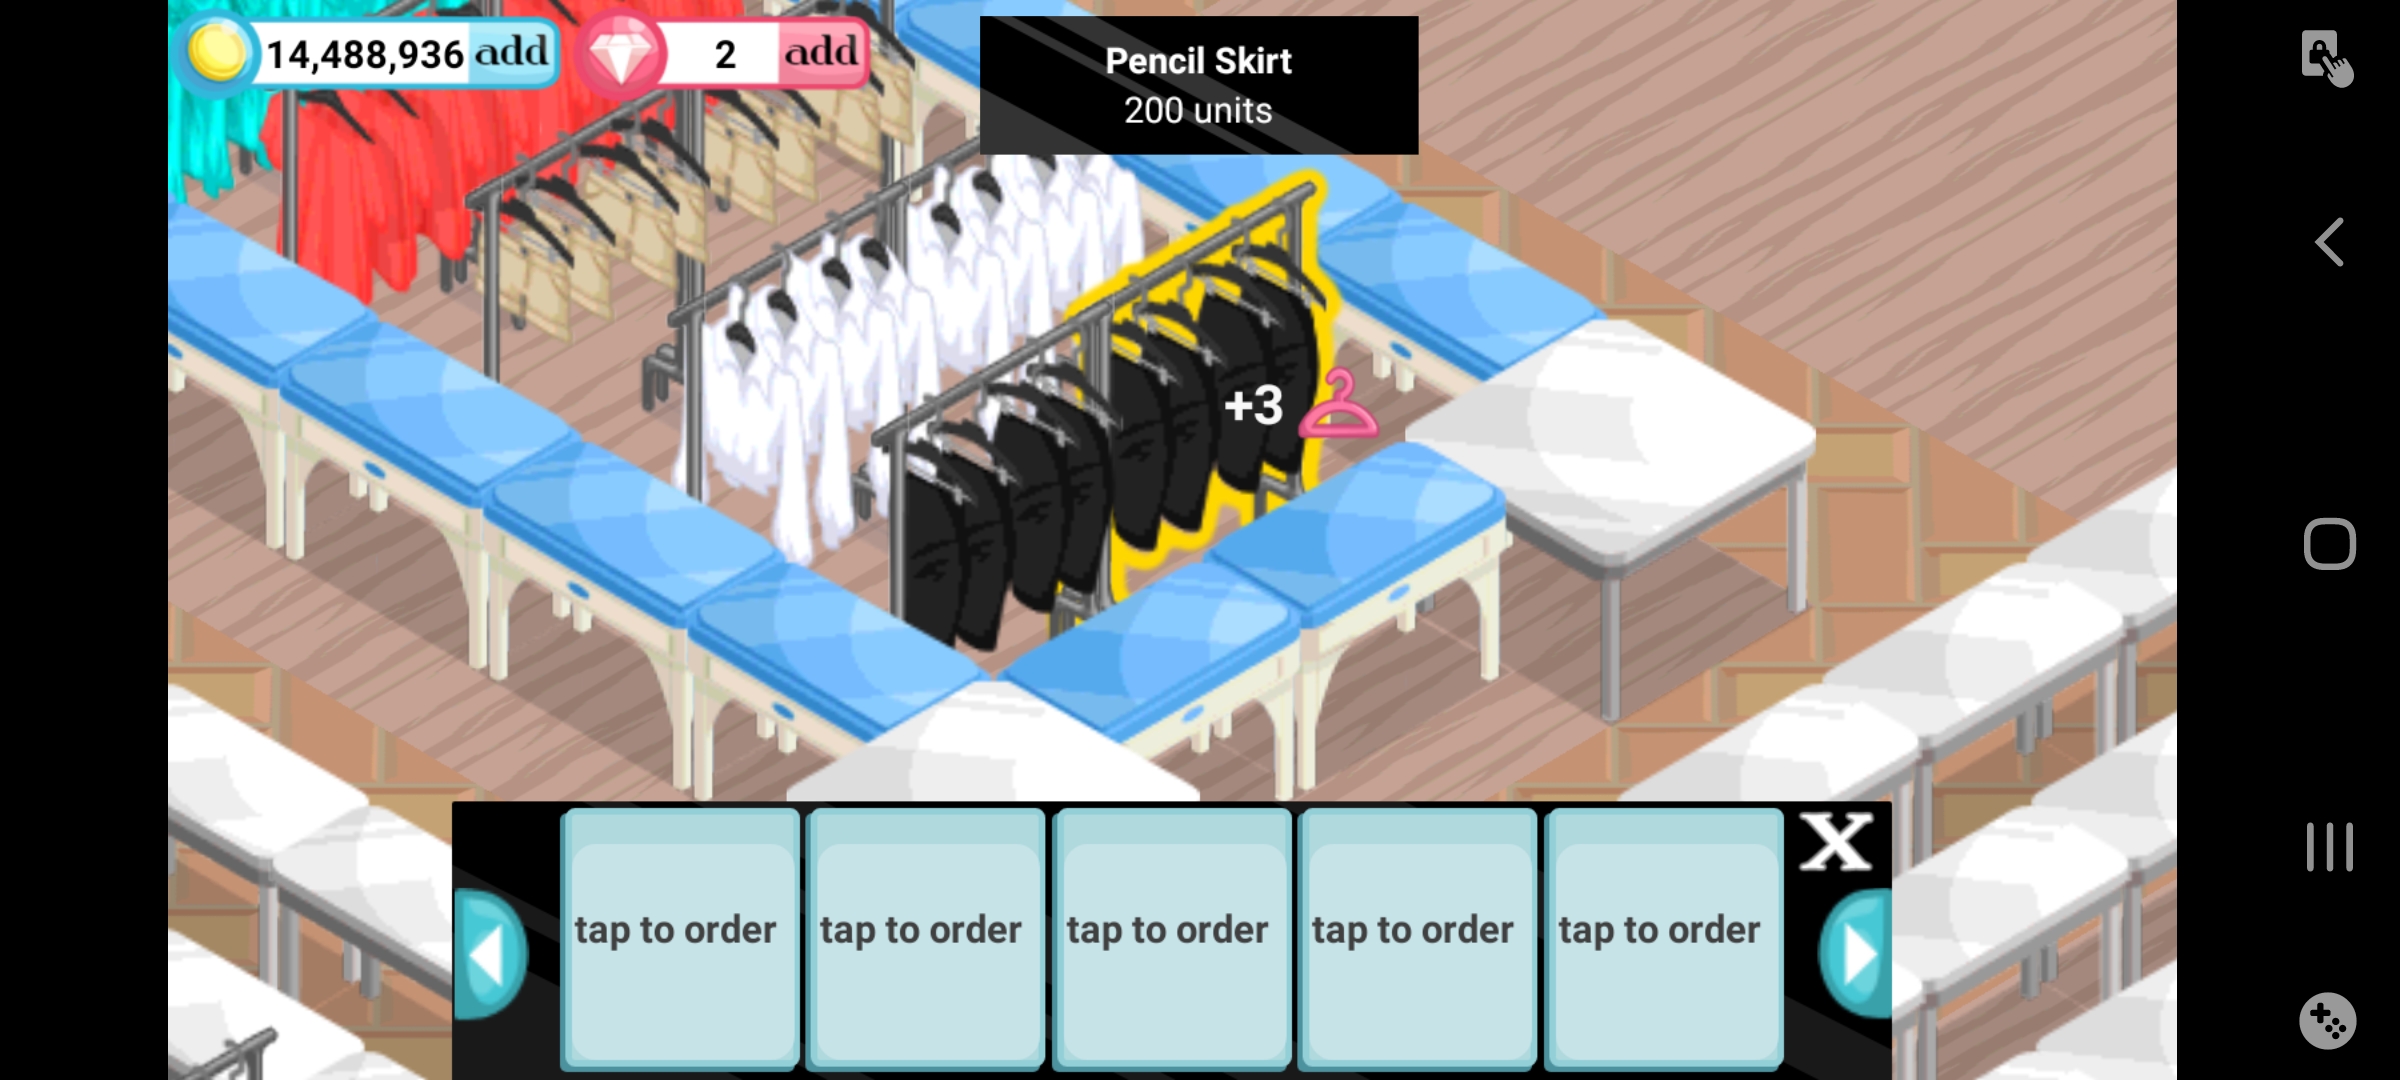 14,488,936 add
2 add
Pencil Skirt
200 units
+3
X
tap to order
tap to order
tap to order
tap to order
tap to order